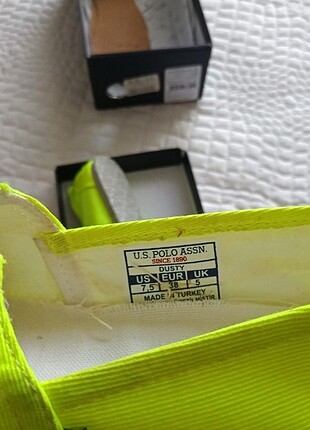 U.S. POLO ASSN.
SINCE 1890
DUSTY
US EUR UK
7,5 38 5
MADE IN TURKEY